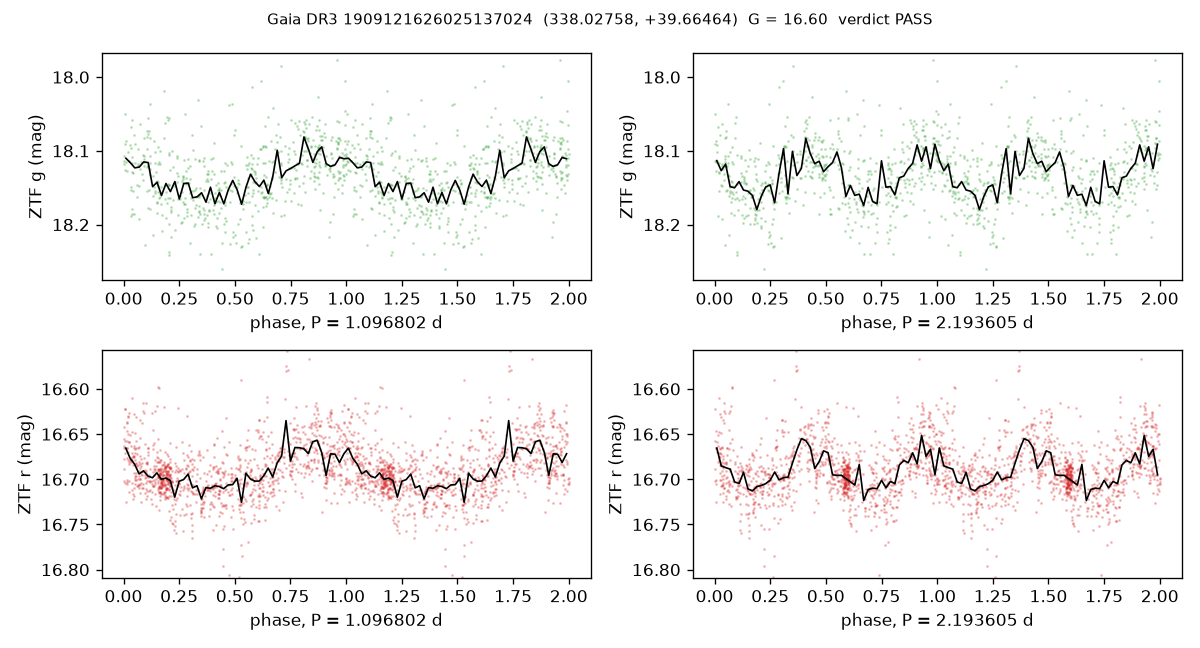 Gaia DR3 1909121626025137024 (338.02758, +39.66464) G = 16.60 verdict PASS
ZTF g (mag)
18.0
18.1
18.2
0.00 0.25 0.50 0.75 1.00 1.25 1.50 1.75 2.00
phase, P = 1.096802 d
ZTF g (mag)
18.0
18.1
18.2
0.00 0.25 0.50 0.75 1.00 1.25 1.50 1.75 2.00
phase, P = 2.193605 d
ZTF r (mag)
16.60
16.65
16.70
16.75
16.80
0.00 0.25 0.50 0.75 1.00 1.25 1.50 1.75 2.00
phase, P = 1.096802 d
ZTF r (mag)
16.60
16.65
16.70
16.75
16.80
0.00 0.25 0.50 0.75 1.00 1.25 1.50 1.75 2.00
phase, P = 2.193605 d